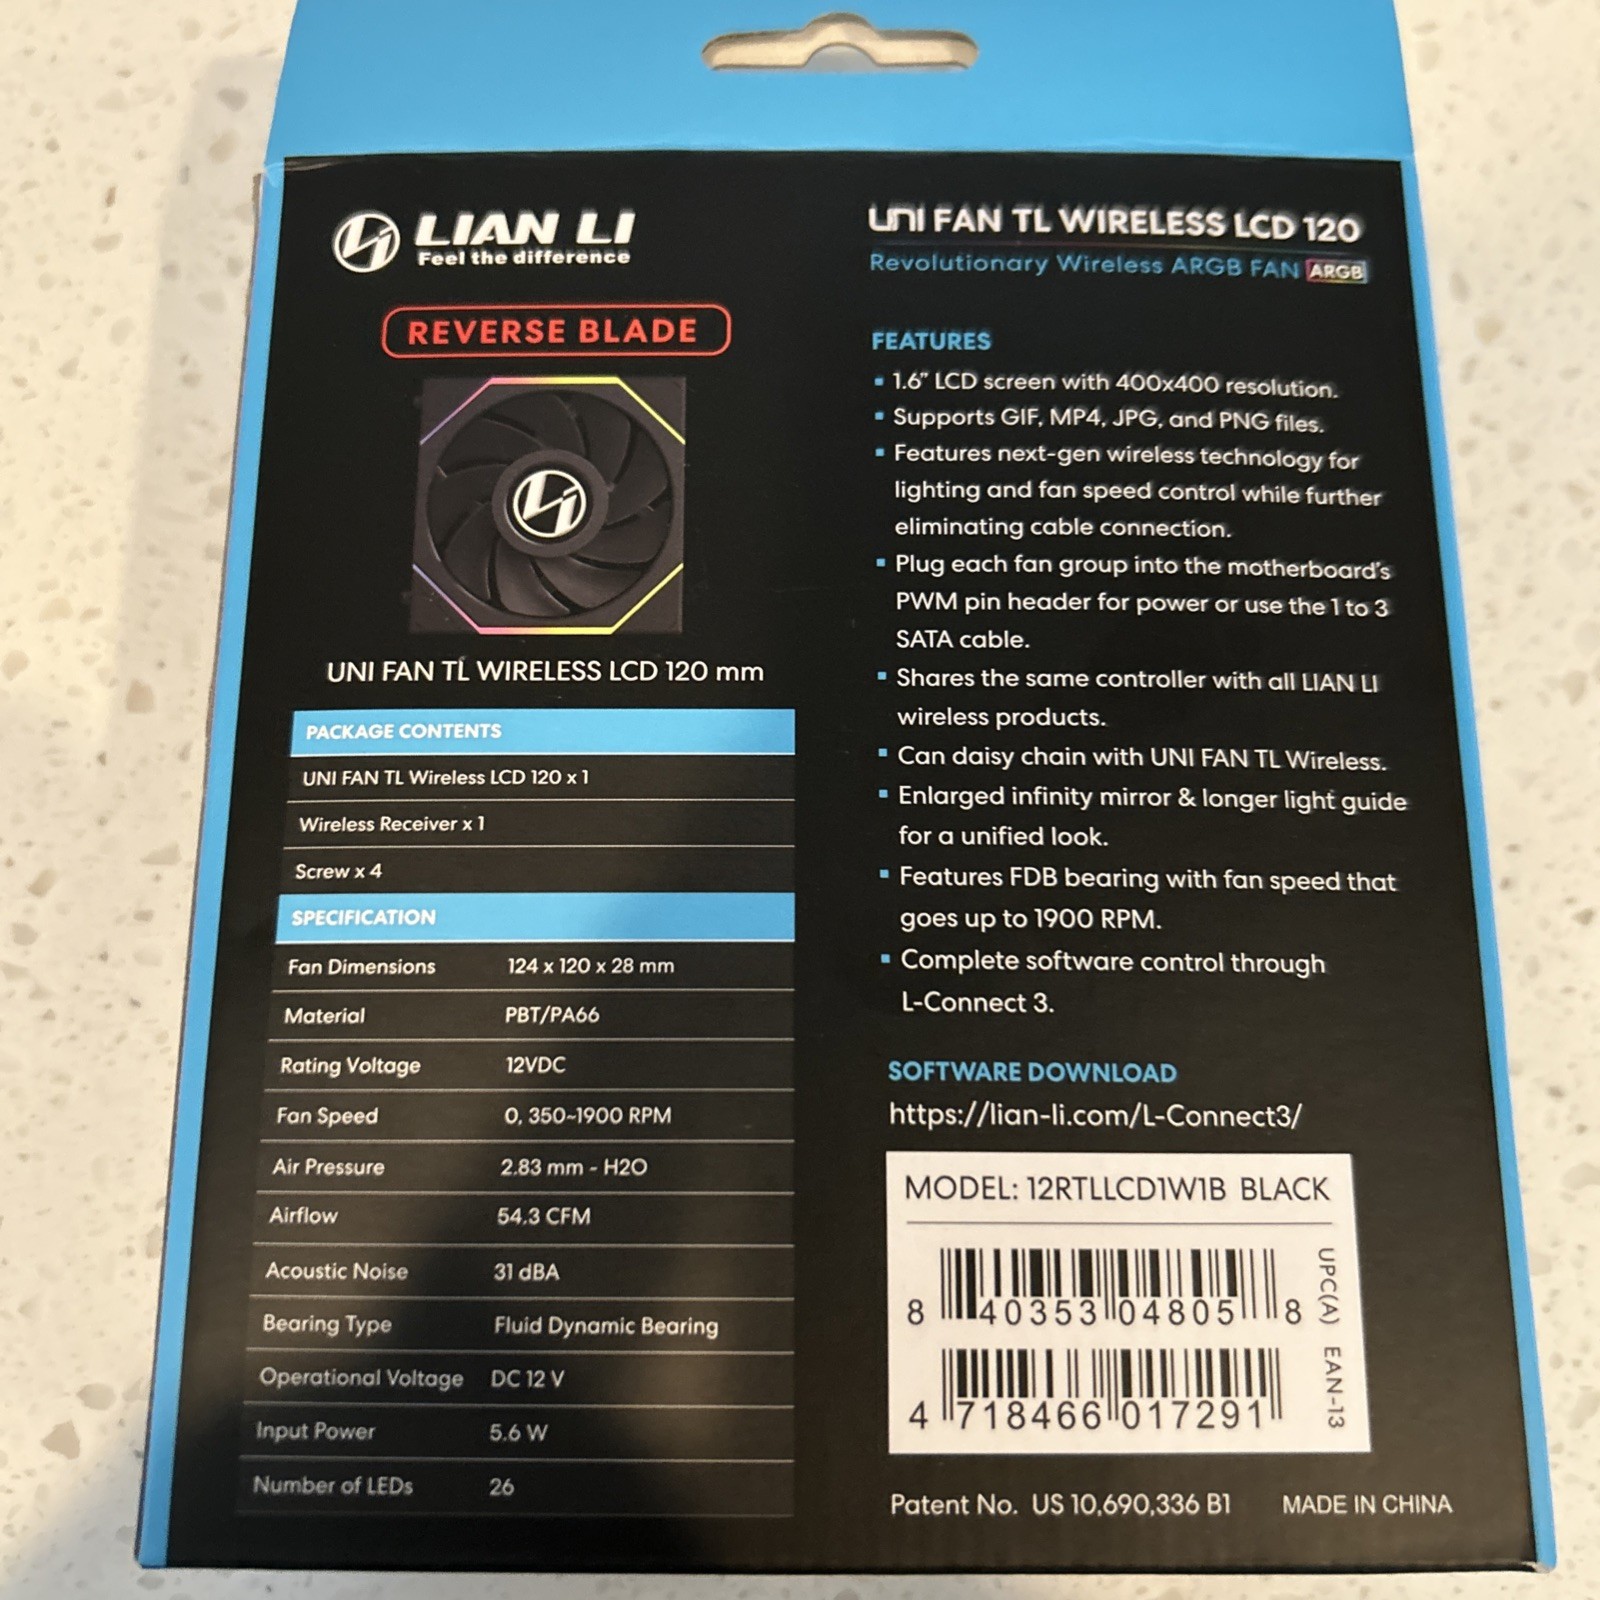 LIAN LI
Feel the difference
REVERSE BLADE
UNI FAN TL WIRELESS LCD 120 mm
PACKAGE CONTENTS
UNI FAN TL Wireless LCD 120 x 1
Wireless Receiver x 1
Screw x 4
SPECIFICATION
Fan Dimensions 124 x 120 x 28 mm
Material PBT/PA66
Rating Voltage 12VDC
Fan Speed 0, 350~1900 RPM
Air Pressure 2.83 mm - H2O
Airflow 54.3 CFM
Acoustic Noise 31 dBA
Bearing Type Fluid Dynamic Bearing
Operational Voltage DC 12 V
Input Power 5.6 W
Number of LEDs 26
UNI FAN TL WIRELESS LCD 120
Revolutionary Wireless ARGB FAN ARGB
FEATURES
▪ 1.6” LCD screen with 400x400 resolution.
▪ Supports GIF, MP4, JPG, and PNG files.
▪ Features next-gen wireless technology for
lighting and fan speed control while further
eliminating cable connection.
▪ Plug each fan group into the motherboard's
PWM pin header for power or use the 1 to 3
SATA cable.
▪ Shares the same controller with all LIAN LI
wireless products.
▪ Can daisy chain with UNI FAN TL Wireless.
▪ Enlarged infinity mirror & longer light guide
for a unified look.
▪ Features FDB bearing with fan speed that
goes up to 1900 RPM.
▪ Complete software control through
L-Connect 3.
SOFTWARE DOWNLOAD
https://lian-li.com/L-Connect3/
MODEL: 12RTLLCD1W1B BLACK
8 40353 04805 8
UPC(A)
4 718466 017291
EAN-13
Patent No. US 10,690,336 B1 MADE IN CHINA